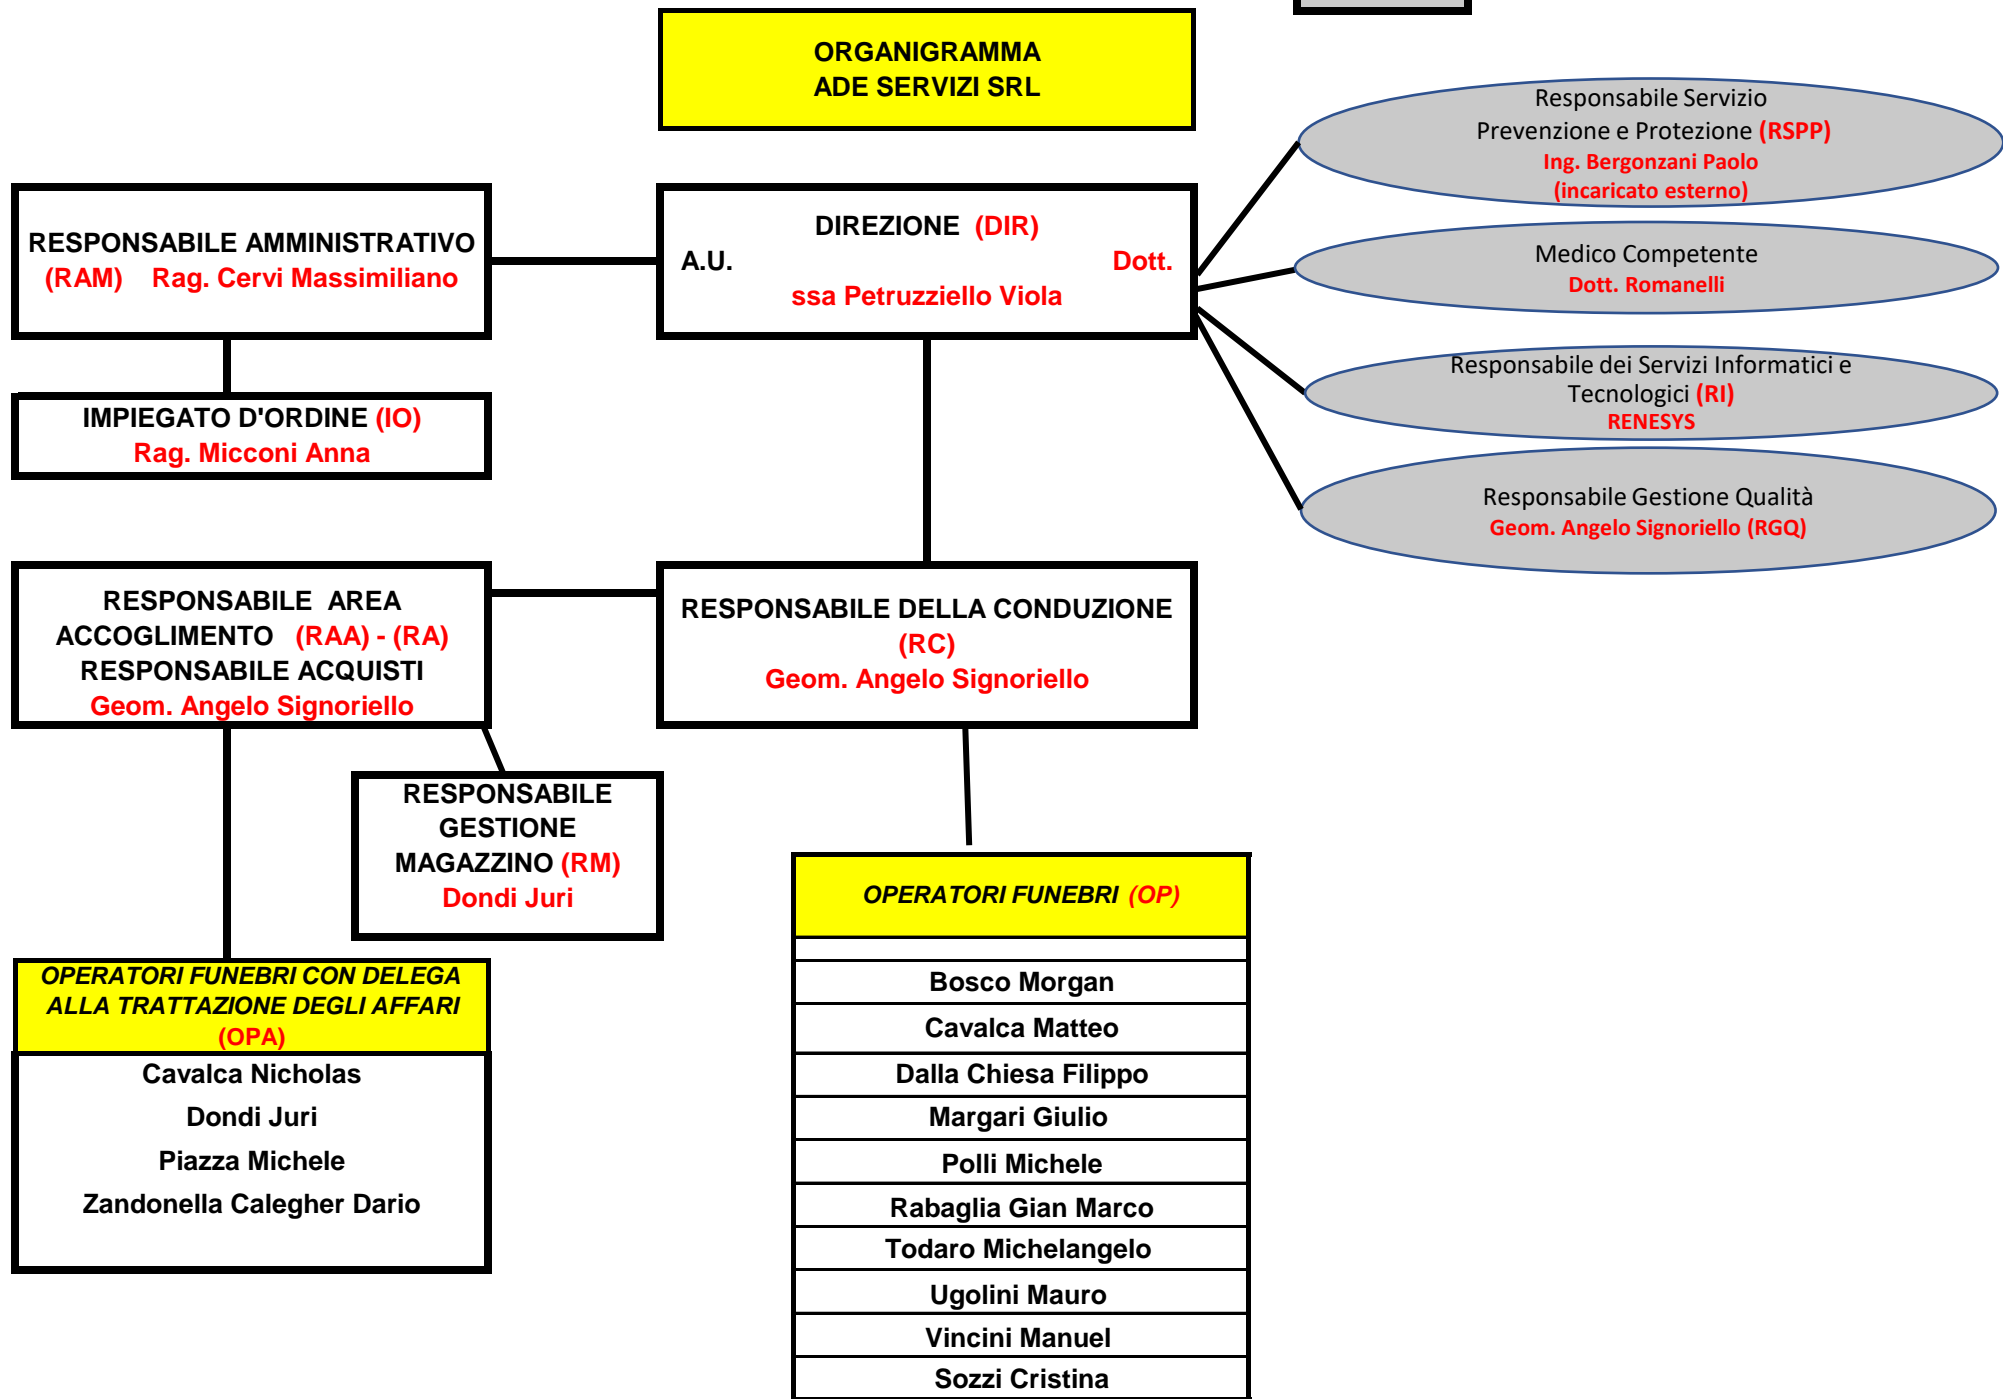 ORGANIGRAMMA
ADE SERVIZI SRL
Responsabile Servizio
Prevenzione e Protezione (RSPP)
Ing. Bergonzani Paolo
(incaricato esterno)
RESPONSABILE AMMINISTRATIVO
(RAM) Rag. Cervi Massimiliano
DIREZIONE (DIR)
A.U. Dott.
ssa Petruzziello Viola
Medico Competente
Dott. Romanelli
Responsabile dei Servizi Informatici e
Tecnologici (RI)
RENESYS
IMPIEGATO D'ORDINE (IO)
Rag. Micconi Anna
Responsabile Gestione Qualità
Geom. Angelo Signoriello (RGQ)
RESPONSABILE AREA
ACCOGLIMENTO (RAA) - (RA)
RESPONSABILE ACQUISTI
Geom. Angelo Signoriello
RESPONSABILE DELLA CONDUZIONE
(RC)
Geom. Angelo Signoriello
RESPONSABILE
GESTIONE
MAGAZZINO (RM)
Dondi Juri
OPERATORI FUNEBRI CON DELEGA
ALLA TRATTAZIONE DEGLI AFFARI
(OPA)
Cavalca Nicholas
Dondi Juri
Piazza Michele
Zandonella Calegher Dario
OPERATORI FUNEBRI (OP)
Bosco Morgan
Cavalca Matteo
Dalla Chiesa Filippo
Margari Giulio
Polli Michele
Rabaglia Gian Marco
Todaro Michelangelo
Ugolini Mauro
Vincini Manuel
Sozzi Cristina